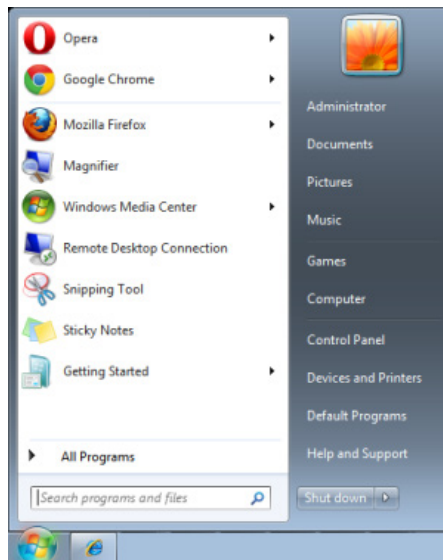 Opera
Google Chrome
Mozilla Firefox
Magnifier
Windows Media Center
Remote Desktop Connection
Snipping Tool
Sticky Notes
Getting Started
All Programs
Search programs and files
Administrator
Documents
Pictures
Music
Games
Computer
Control Panel
Devices and Printers
Default Programs
Help and Support
Shut down